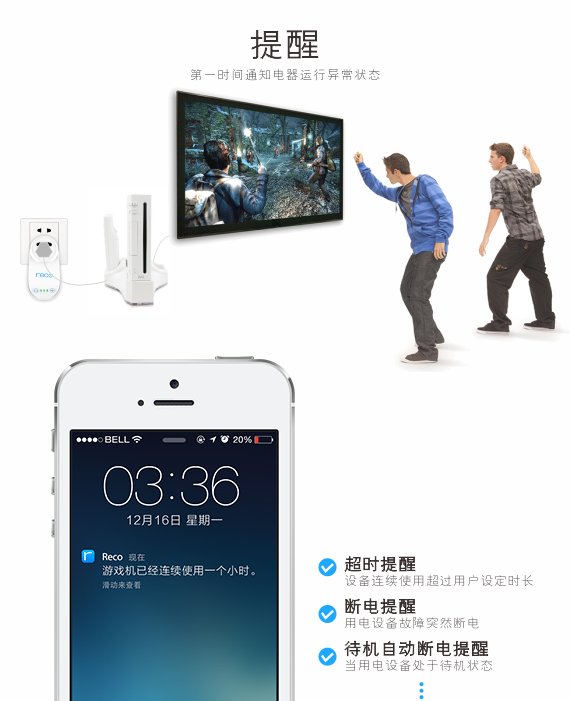 提醒
第一时间通知电器运行异常状态
reco
BELL
20%
03:36
12月16日 星期一
Reco 现在
游戏机已经连续使用一个小时。
滑动来查看
超时提醒
设备连续使用超过用户设定时长
断电提醒
用电设备故障突然断电
待机自动断电提醒
当用电设备处于待机状态